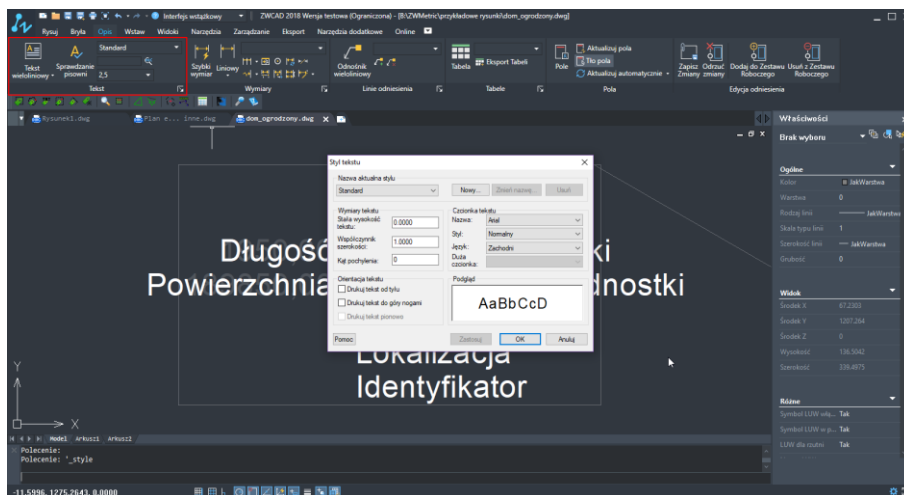 Interfejs wstążkowy
ZWCAD 2018 Wersja testowa (Ograniczona) - [B:\ZWMetric\przykładowe rysunki\dom_ogrodzony.dwg]
Rysuj Bryła Opis Wstaw Widoki Narzędzia Zarządzanie Eksport Narzędzia dodatkowe Online
Tekst wieloliniowy
Sprawdzanie pisowni
Standard
2,5
Tekst
Szybki wymiar
Liniowy
Wymiary
Odnośnik wieloliniowy
Linie odniesienia
Tabela
Eksport Tabeli
Tabele
Pole
Aktualizuj pola
Tło pola
Aktualizuj automatycznie
Pola
Zapisz Zmiany
Odrzuć zmiany
Dodaj do Zestawu Roboczego
Usuń z Zestawu Roboczego
Edycja odniesienia
Rysunek1.dwg
Plan e... inne.dwg
dom_ogrodzony.dwg
Długość
ki
Powierzchnia
dnostki
Lokalizacja
Identyfikator
Styl tekstu
Nazwa aktualna stylu
Standard
Nowy...
Zmień nazwę...
Usuń
Wymiary tekstu
Stała wysokość tekstu:
0.0000
Współczynnik szerokości:
1.0000
Kąt pochylenia:
0
Czcionka tekstu
Nazwa: Arial
Styl: Normalny
Język: Zachodni
Duża czcionka:
Orientacja tekstu
Drukuj tekst od tyłu
Drukuj tekst do góry nogami
Drukuj tekst pionowo
Podgląd
AaBbCcD
Pomoc
Zastosuj
OK
Anuluj
Właściwości
Brak wyboru
Ogólne
Kolor JakWarstwa
Warstwa 0
Rodzaj linii JakWarstwa
Skala typu linii 1
Szerokość linii JakWarstwa
Grubość 0
Widok
Środek X 67.2303
Środek Y 1207.264
Środek Z 0
Wysokość 136.5042
Szerokość 339.4975
Różne
Symbol LUW włą... Tak
Symbol LUW w p... Tak
LUW dla rzutni Tak
Y
X
Model Arkusz1 Arkusz2
Polecenie:
Polecenie: '_style
-11.5996, 1275.2643, 0.0000